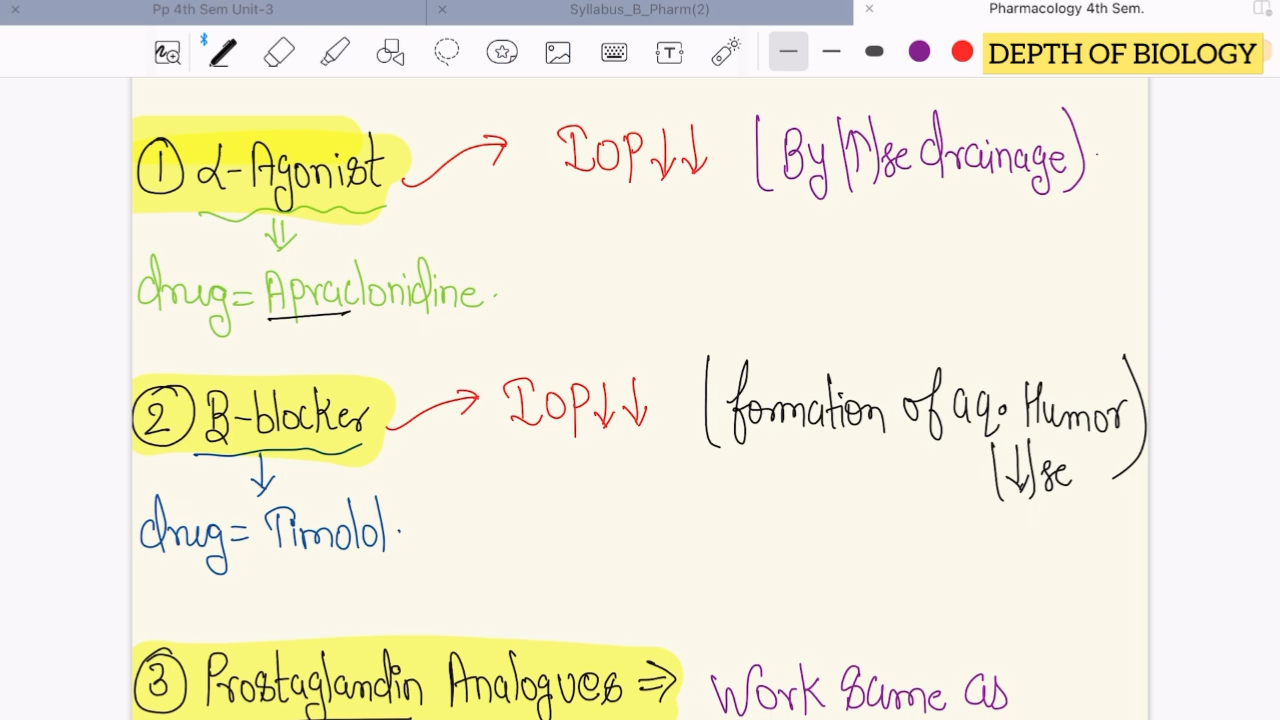 Pp 4th Sem Unit-3
Syllabus_B_Pharm(2)
Pharmacology 4th Sem.
DEPTH OF BIOLOGY
① α-Agonist → IOP↓↓ (By (↑)se drainage).
⇓
drug = Apraclonidine.
② β-blocker → IOP↓↓ (formation of aq. Humor
(↓)se)
↓
drug = Timolol.
③ Prostaglandin Analogues ⇒ Work same as